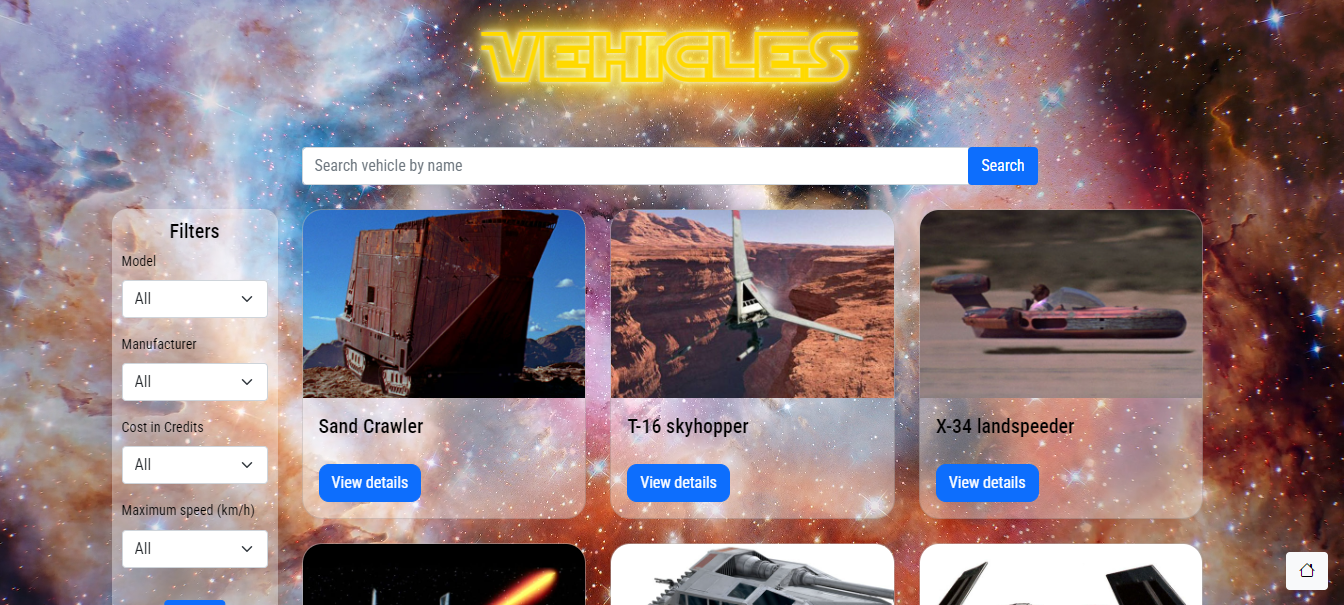 VEHICLES
Search vehicle by name
Search
Filters
Model
All
Manufacturer
All
Cost in Credits
All
Maximum speed (km/h)
All
Sand Crawler
View details
T-16 skyhopper
View details
X-34 landspeeder
View details